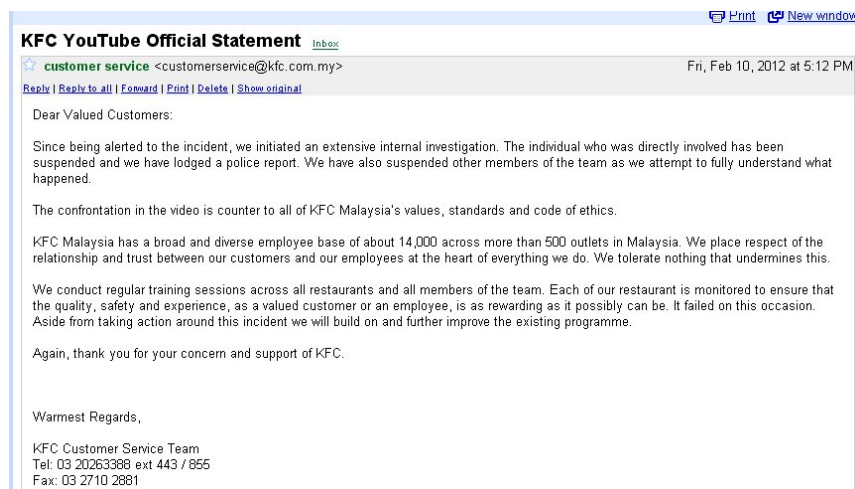 Print New window
KFC YouTube Official Statement Inbox
customer service <customerservice@kfc.com.my> Fri, Feb 10, 2012 at 5:12 PM
Reply | Reply to all | Forward | Print | Delete | Show original
Dear Valued Customers:
Since being alerted to the incident, we initiated an extensive internal investigation. The individual who was directly involved has been
suspended and we have lodged a police report. We have also suspended other members of the team as we attempt to fully understand what
happened.
The confrontation in the video is counter to all of KFC Malaysia's values, standards and code of ethics.
KFC Malaysia has a broad and diverse employee base of about 14,000 across more than 500 outlets in Malaysia. We place respect of the
relationship and trust between our customers and our employees at the heart of everything we do. We tolerate nothing that undermines this.
We conduct regular training sessions across all restaurants and all members of the team. Each of our restaurant is monitored to ensure that
the quality, safety and experience, as a valued customer or an employee, is as rewarding as it possibly can be. It failed on this occasion.
Aside from taking action around this incident we will build on and further improve the existing programme.
Again, thank you for your concern and support of KFC.
Warmest Regards,
KFC Customer Service Team
Tel: 03 20263388 ext 443 / 855
Fax: 03 2710 2881